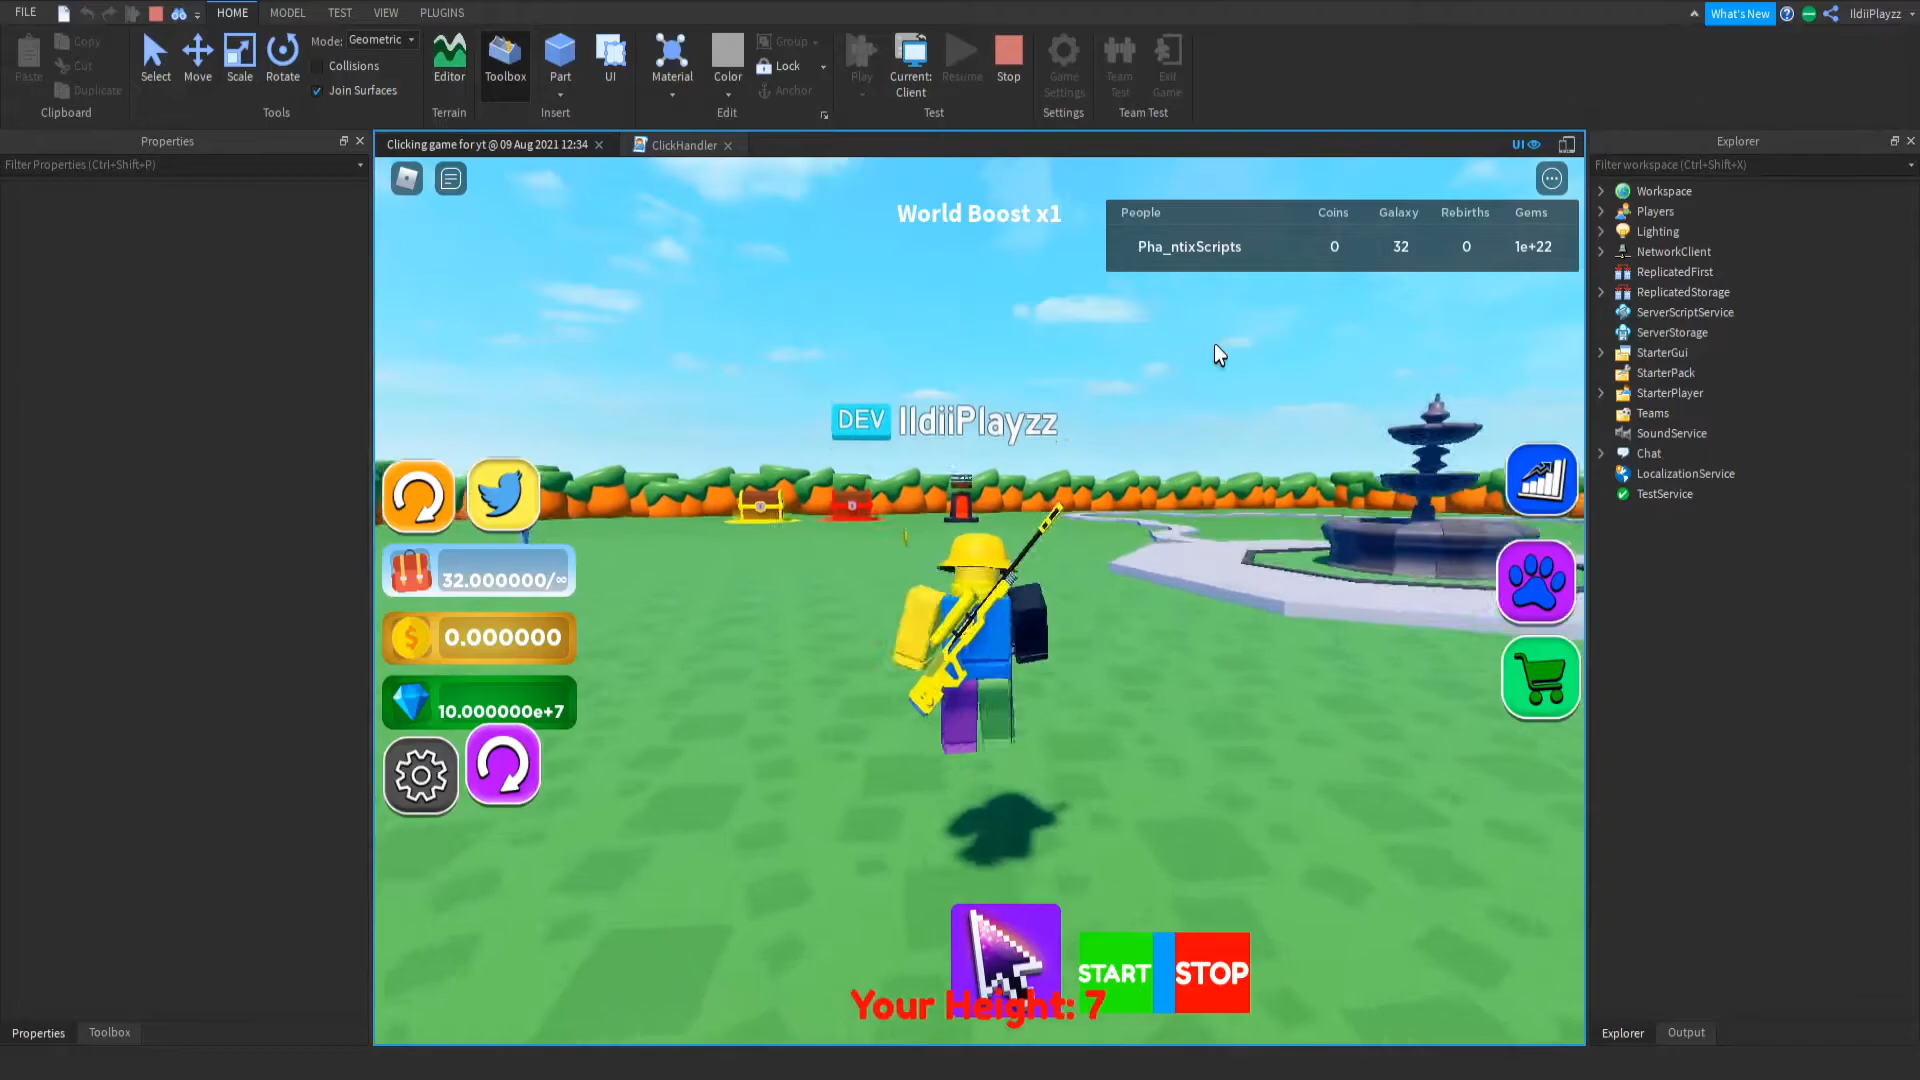 FILE HOME MODEL TEST VIEW PLUGINS What's New IldiiPlayzz
Paste
Copy
Cut
Duplicate
Clipboard
Select Move Scale Rotate
Mode: Geometric
Collisions
Join Surfaces
Tools
Editor
Terrain
Toolbox Part UI
Insert
Material Color
Group
Lock
Anchor
Edit
Play Current: Client Resume Stop
Test
Game Settings
Settings
Team Test Exit Game
Team Test
Properties
Filter Properties (Ctrl+Shift+P)
Clicking game for yt @ 09 Aug 2021 12:34
ClickHandler
UI
Explorer
Filter workspace (Ctrl+Shift+X)
World Boost x1
People Coins Galaxy Rebirths Gems
Pha_ntixScripts 0 32 0 1e+22
DEV IldiiPlayzz
32.000000/∞
$ 0.000000
10.000000e+7
START STOP
Your Height: 7
Workspace
Players
Lighting
NetworkClient
ReplicatedFirst
ReplicatedStorage
ServerScriptService
ServerStorage
StarterGui
StarterPack
StarterPlayer
Teams
SoundService
Chat
LocalizationService
TestService
Properties Toolbox
Explorer Output